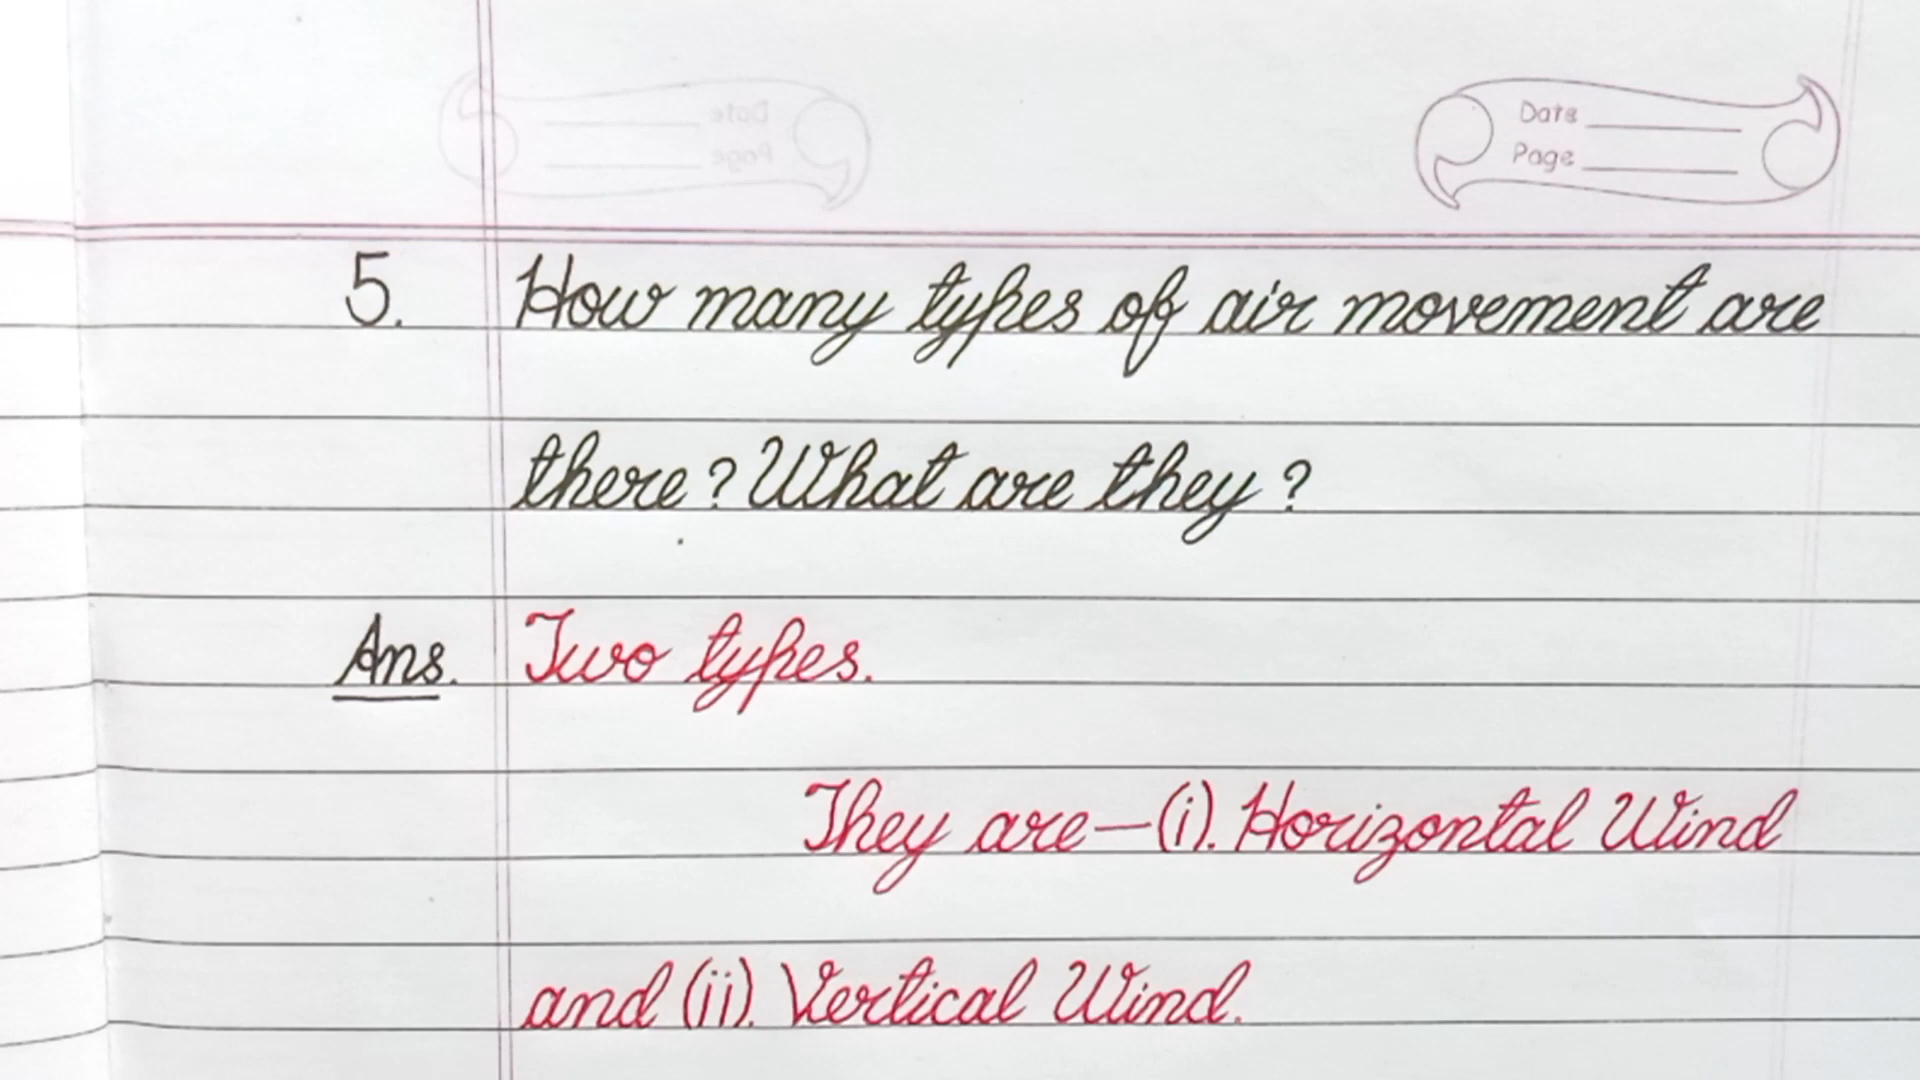 Date
Page
5. How many types of air movement are
there? What are they?
Ans. Two types.
They are—(i). Horizontal Wind
and (ii). Vertical Wind.